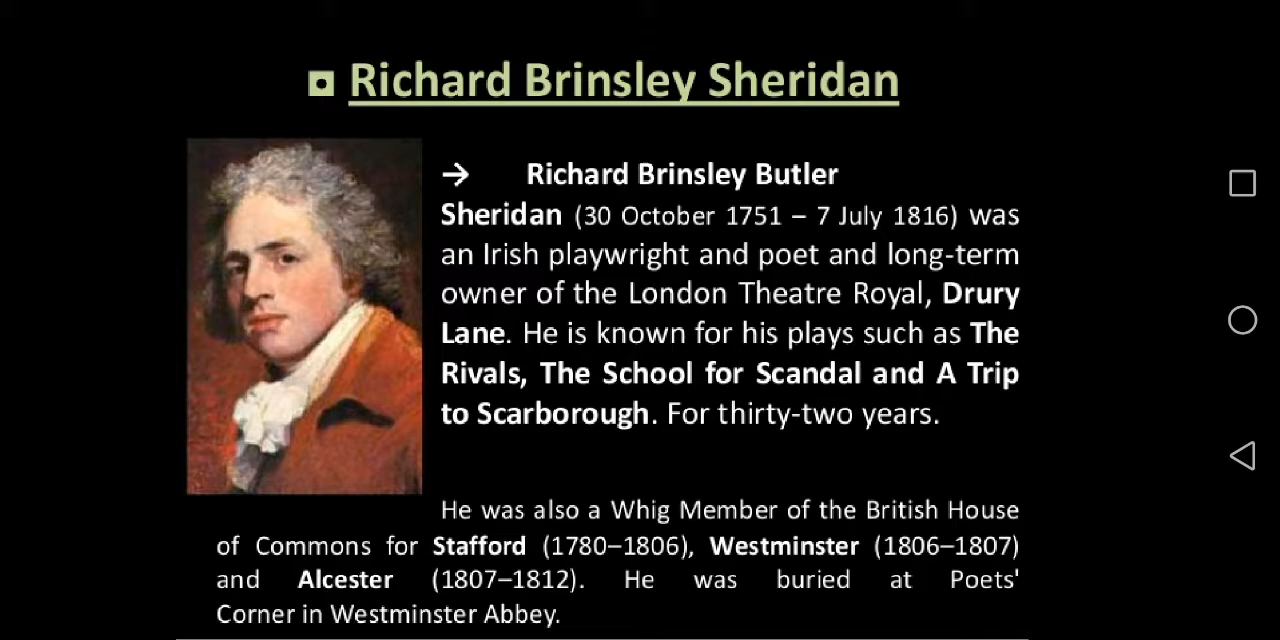 Richard Brinsley Sheridan
→ Richard Brinsley Butler
Sheridan (30 October 1751 – 7 July 1816) was
an Irish playwright and poet and long-term
owner of the London Theatre Royal, Drury
Lane. He is known for his plays such as The
Rivals, The School for Scandal and A Trip
to Scarborough. For thirty-two years.
He was also a Whig Member of the British House
of Commons for Stafford (1780–1806), Westminster (1806–1807)
and Alcester (1807–1812). He was buried at Poets'
Corner in Westminster Abbey.